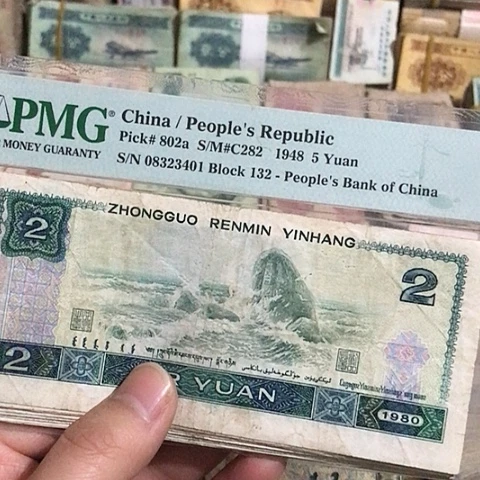 PMG® China / People's Republic
Pick# 802a S/M#C282 1948 5 Yuan
MONEY GUARANTY
S/N 08323401 Block 132 - People's Bank of China
ZHONGGUO RENMIN YINHANG
2
2
2
YUAN
1980